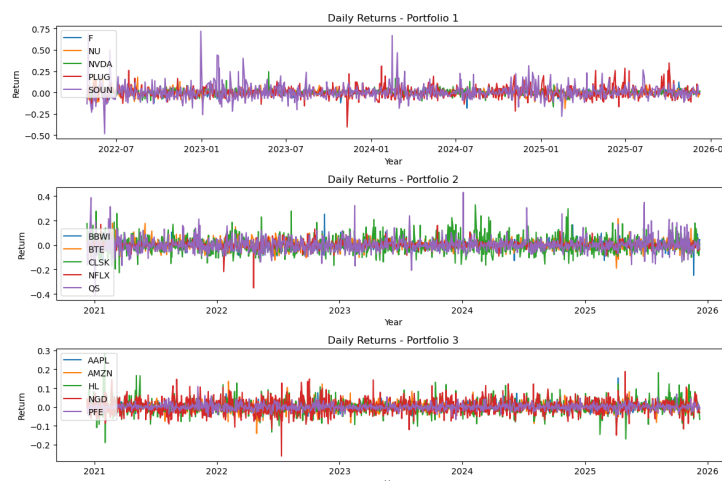 Daily Returns - Portfolio 1
0.75
0.50
0.25
0.00
−0.25
−0.50
Return
F
NU
NVDA
PLUG
SOUN
2022-07 2023-01 2023-07 2024-01 2024-07 2025-01 2025-07 2026-0
Year
Daily Returns - Portfolio 2
0.4
0.2
0.0
−0.2
−0.4
Return
BBWI
BTE
CLSK
NFLX
QS
2021 2022 2023 2024 2025 2026
Year
Daily Returns - Portfolio 3
0.3
0.2
0.1
0.0
−0.1
−0.2
Return
AAPL
AMZN
HL
NGD
PFE
2021 2022 2023 2024 2025 2026